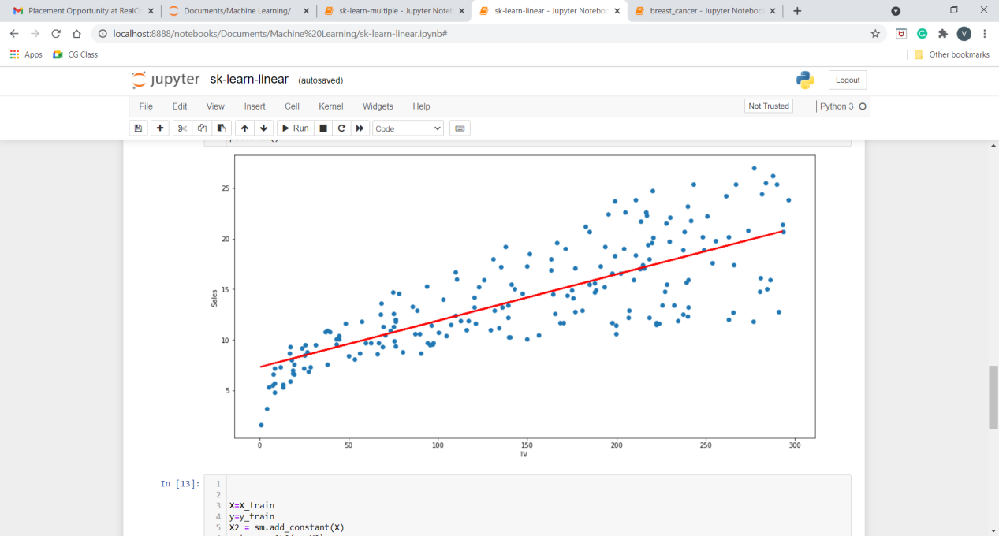 Placement Opportunity at RealCo
Documents/Machine Learning/
sk-learn-multiple - Jupyter Noteb
sk-learn-linear - Jupyter Noteboo
breast_cancer - Jupyter Notebook
localhost:8888/notebooks/Documents/Machine%20Learning/sk-learn-linear.ipynb#
V
Apps
CG Class
Other bookmarks
jupyter sk-learn-linear (autosaved)
Logout
File Edit View Insert Cell Kernel Widgets Help
Not Trusted
Python 3
Run
Code
25
20
15
10
5
Sales
0 50 100 150 200 250 300
TV
In [13]:
1
2
3 X=X_train
4 y=y_train
5 X2 = sm.add_constant(X)